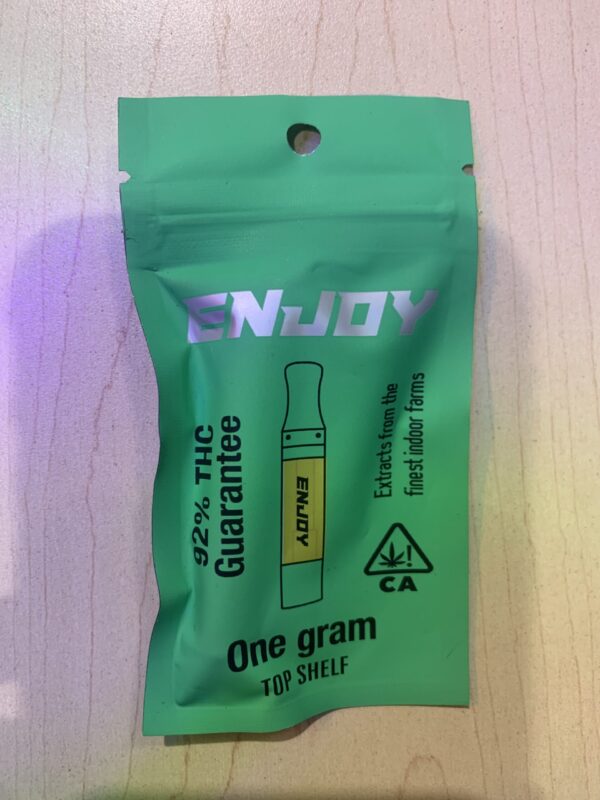 ENJOY
92% THC
Guarantee
ENJOY
Extracts from the
finest indoor farms
!
CA
One gram
TOP SHELF